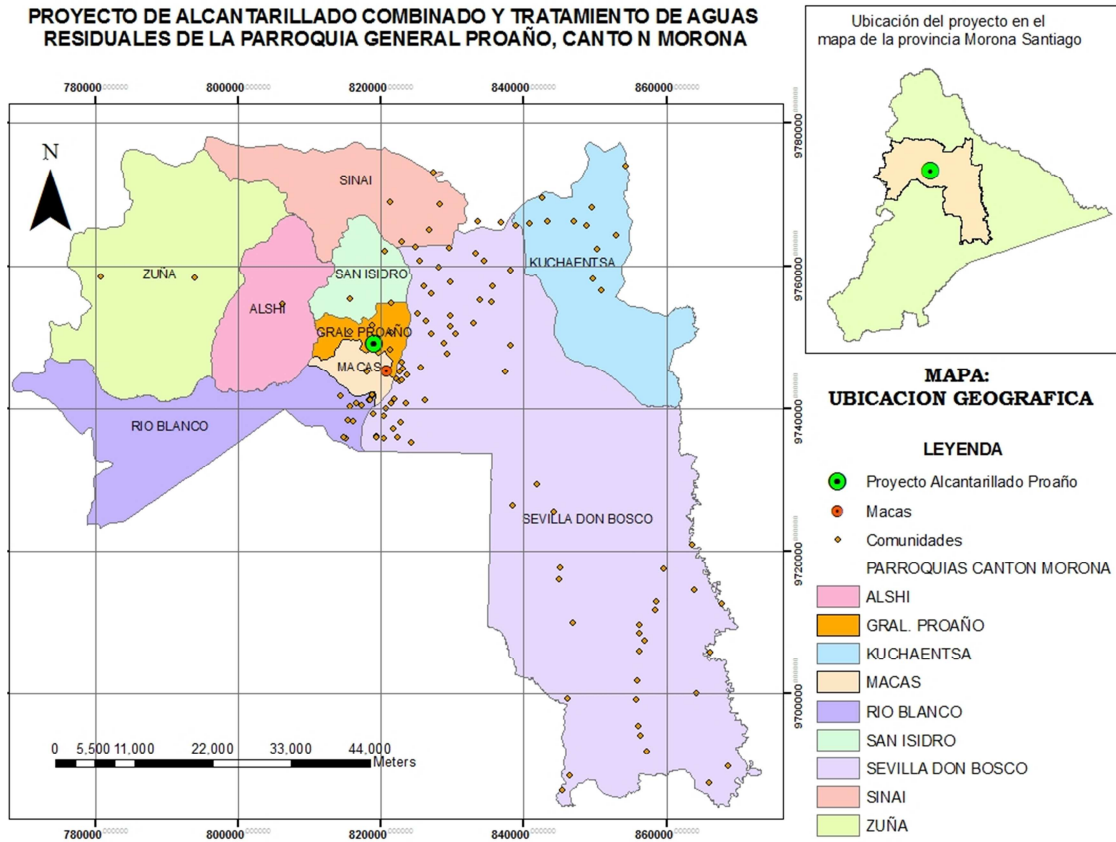 PROYECTO DE ALCANTARILLADO COMBINADO Y TRATAMIENTO DE AGUAS
RESIDUALES DE LA PARROQUIA GENERAL PROAÑO, CANTO N MORONA
Ubicación del proyecto en el
mapa de la provincia Morona Santiago
780000 800000 820000 840000 860000
N
9780000
SINAI
KUCHAENTSA
ZUÑA
SAN ISIDRO
9760000
ALSHI
GRAL. PROAÑO
MACAS
9740000
RIO BLANCO
SEVILLA DON BOSCO
9720000
9700000
0 5,500 11,000 22,000 33,000 44,000
Meters
780000 800000 820000 840000 860000
MAPA:
UBICACION GEOGRAFICA
LEYENDA
Proyecto Alcantarillado Proaño
Macas
Comunidades
PARROQUIAS CANTON MORONA
ALSHI
GRAL. PROAÑO
KUCHAENTSA
MACAS
RIO BLANCO
SAN ISIDRO
SEVILLA DON BOSCO
SINAI
ZUÑA